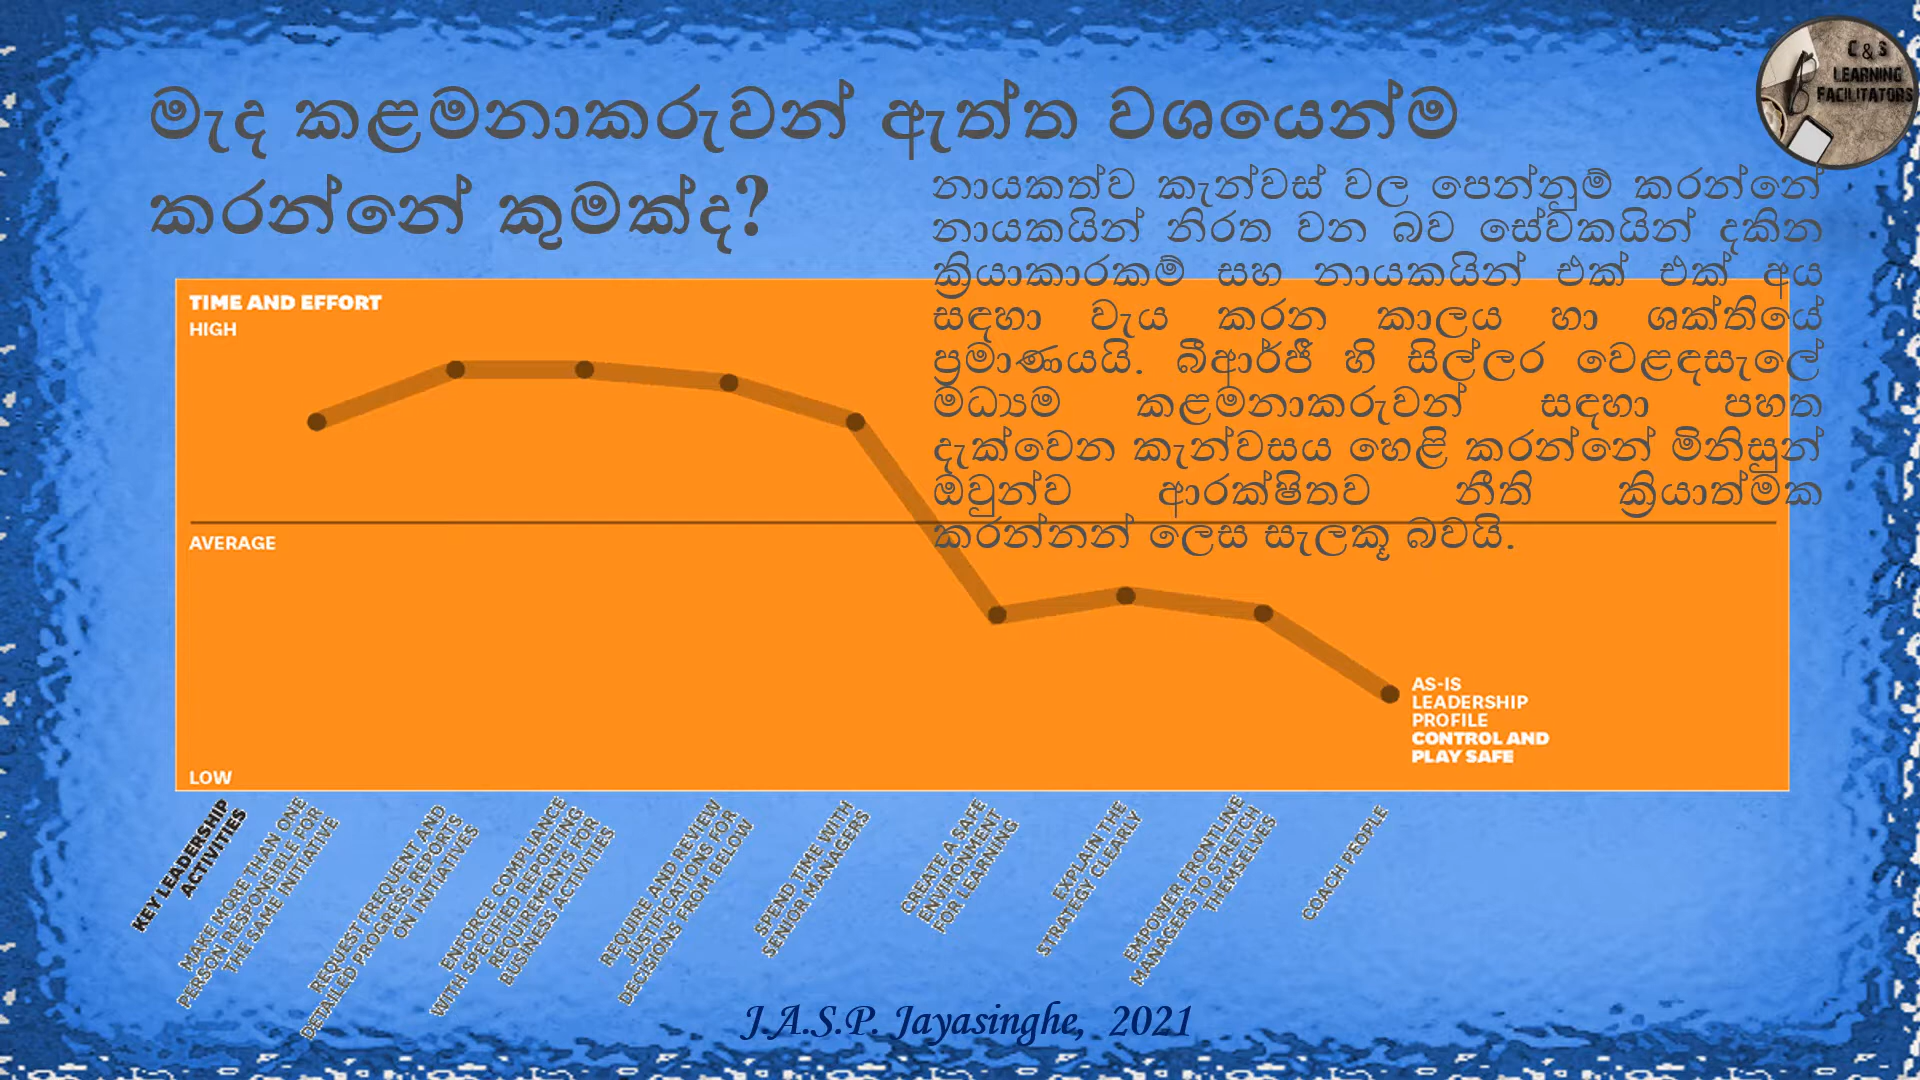 C & S
LEARNING
FACILITATORS
මැද කළමනාකරුවන් ඇත්ත වශයෙන්ම
කරන්නේ කුමක්ද?
නායකත්ව කැන්වස් වල පෙන්නුම් කරන්නේ
නායකයින් නිරත වන බව සේවකයින් දකින
ක්‍රියාකාරකම් සහ නායකයින් එක් එක් අය
සඳහා වැය කරන කාලය හා ශක්තියේ
ප්‍රමාණයයි. බීආර්ජී හි සිල්ලර වෙළඳසැලේ
මධ්‍යම කළමනාකරුවන් සඳහා පහත
දැක්වෙන කැන්වසය හෙළි කරන්නේ මිනිසුන්
ඔවුන්ව ආරක්ෂිතව නීති ක්‍රියාත්මක
කරන්නන් ලෙස සැලකූ බවයි.
TIME AND EFFORT
HIGH
AVERAGE
LOW
AS-IS
LEADERSHIP
PROFILE
CONTROL AND
PLAY SAFE
KEY LEADERSHIP
ACTIVITIES
MAKE MORE THAN ONE
PERSON RESPONSIBLE FOR
THE SAME INITIATIVE
REQUEST FREQUENT AND
DETAILED PROGRESS REPORTS
ON INITIATIVES
ENFORCE COMPLIANCE
WITH SPECIFIED REPORTING
REQUIREMENTS FOR
BUSINESS ACTIVITIES
REQUIRE AND REVIEW
JUSTIFICATIONS FOR
DECISIONS FROM BELOW
SPEND TIME WITH
SENIOR MANAGERS
CREATE A SAFE
ENVIRONMENT
FOR LEARNING
EXPLAIN THE
STRATEGY CLEARLY
EMPOWER FRONTLINE
MANAGERS TO STRETCH
THEMSELVES
COACH PEOPLE
J.A.S.P. Jayasinghe, 2021